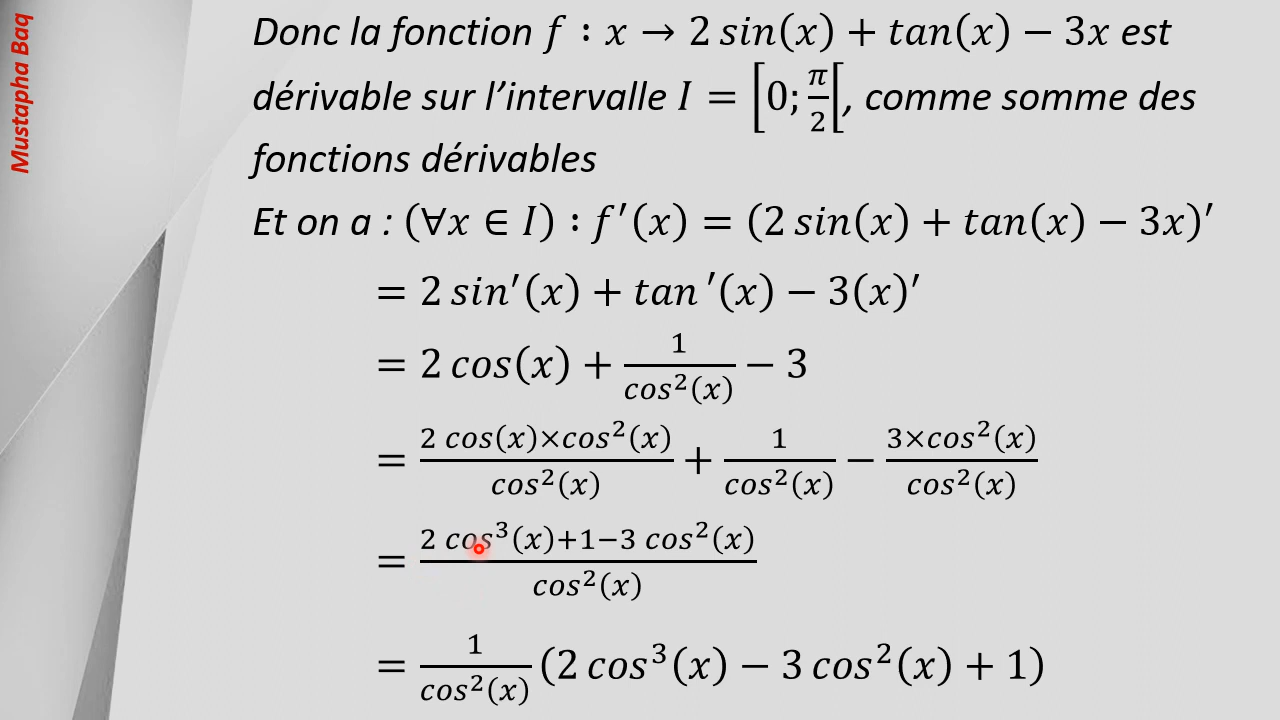 Mustapha Baq
Donc la fonction f : x → 2 sin(x) + tan(x) − 3x est
dérivable sur l’intervalle I = [0; π/2[, comme somme des
fonctions dérivables
Et on a : (∀x ∈ I) : f′(x) = (2 sin(x) + tan(x) − 3x)′
= 2 sin′(x) + tan ′(x) − 3(x)′
= 2 cos(x) + 1/cos²(x) − 3
= 2 cos(x)×cos²(x)/cos²(x) + 1/cos²(x) − 3×cos²(x)/cos²(x)
= (2 cos³(x)+1−3 cos²(x))/cos²(x)
= 1/cos²(x) (2 cos³(x) − 3 cos²(x) + 1)